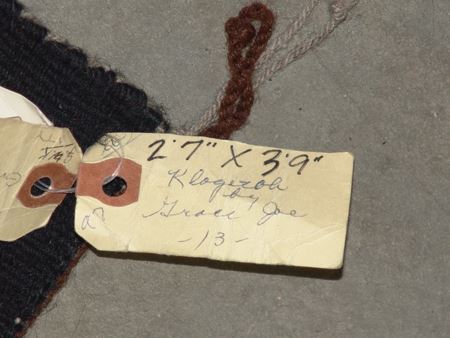 2'7" X 3'9"
Klagetoh
by
Grace Joe
-13-